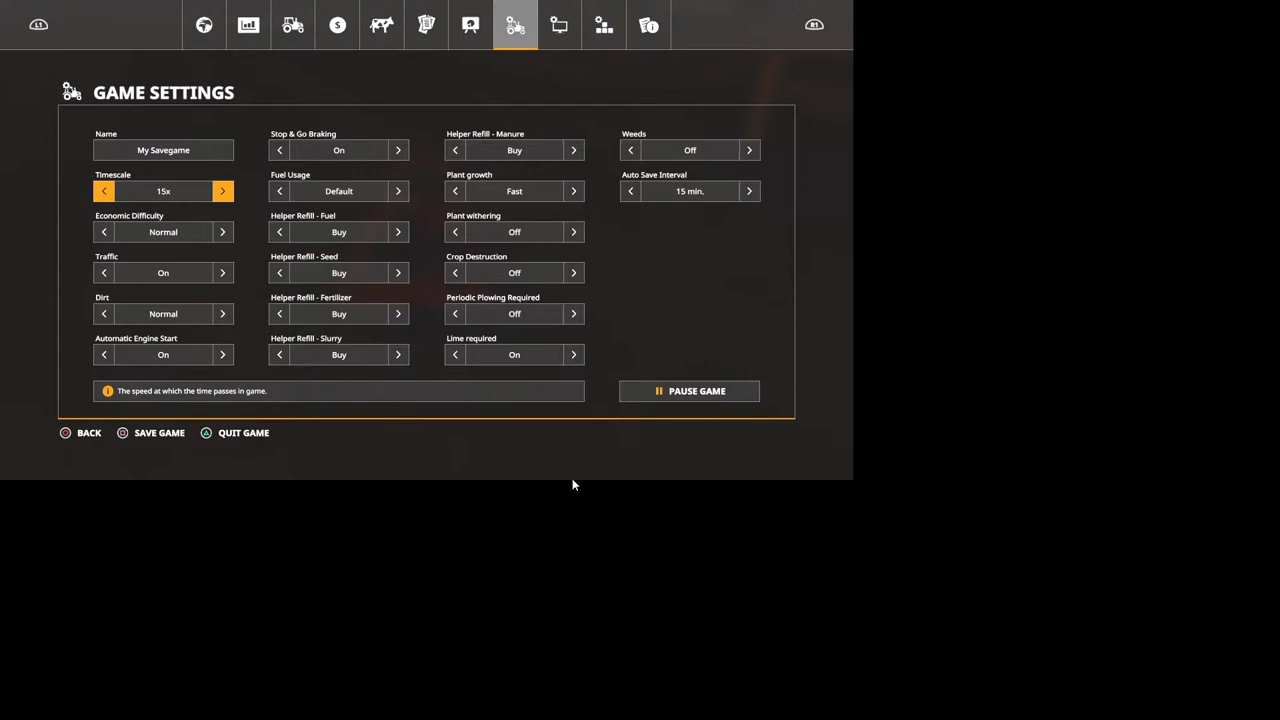 L1
R1
GAME SETTINGS
Name
My Savegame
Timescale
15x
Economic Difficulty
Normal
Traffic
On
Dirt
Normal
Automatic Engine Start
On
Stop & Go Braking
On
Fuel Usage
Default
Helper Refill - Fuel
Buy
Helper Refill - Seed
Buy
Helper Refill - Fertilizer
Buy
Helper Refill - Slurry
Buy
Helper Refill - Manure
Buy
Plant growth
Fast
Plant withering
Off
Crop Destruction
Off
Periodic Plowing Required
Off
Lime required
On
Weeds
Off
Auto Save Interval
15 min.
The speed at which the time passes in game.
PAUSE GAME
BACK
SAVE GAME
QUIT GAME